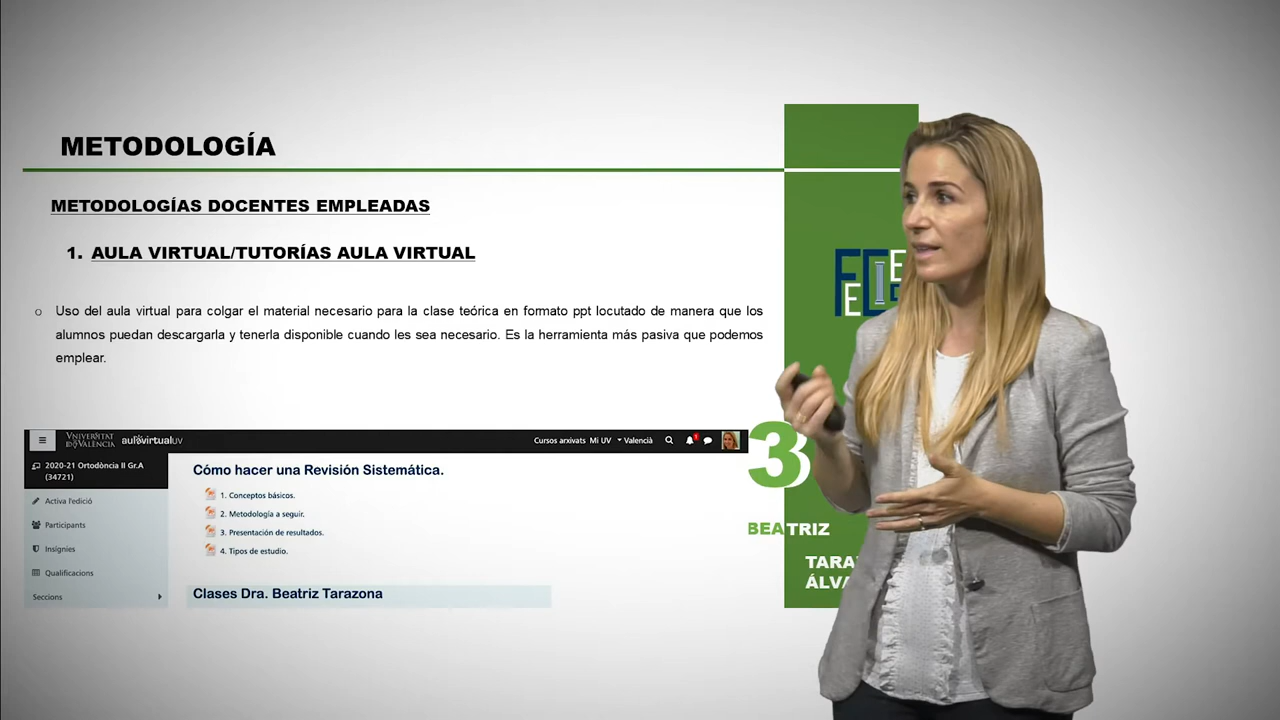 METODOLOGÍA
METODOLOGÍAS DOCENTES EMPLEADAS
1. AULA VIRTUAL/TUTORÍAS AULA VIRTUAL
o Uso del aula virtual para colgar el material necesario para la clase teórica en formato ppt locutado de manera que los
alumnos puedan descargarla y tenerla disponible cuando les sea necesario. Es la herramienta más pasiva que podemos
emplear.
VNIVERSITAT
ID VALÈNCIA
aulavirtualUV
Cursos arxivats Mi UV Valencià
2020-21 Ortodòncia II Gr.A
(34721)
Activa l'edició
Participants
Insígnies
Qualificacions
Seccions
Cómo hacer una Revisión Sistemática.
1. Conceptos básicos.
2. Metodología a seguir.
3. Presentación de resultados.
4. Tipos de estudio.
Clases Dra. Beatriz Tarazona
3
BEATRIZ